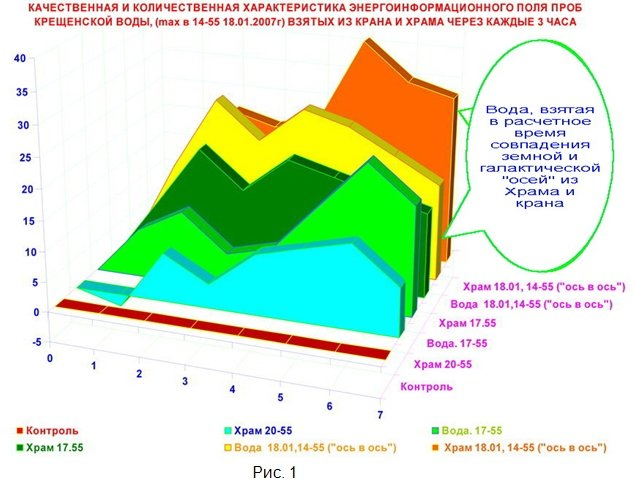 КАЧЕСТВЕННАЯ И КОЛИЧЕСТВЕННАЯ ХАРАКТЕРИСТИКА ЭНЕРГОИНФОРМАЦИОННОГО ПОЛЯ ПРОБ
КРЕЩЕНСКОЙ ВОДЫ, (max в 14-55 18.01.2007г) ВЗЯТЫХ ИЗ КРАНА И ХРАМА ЧЕРЕЗ КАЖДЫЕ 3 ЧАСА
40
35
30
25
20
15
10
5
0
-5
0
1
2
3
4
5
6
7
Вода, взятая
в расчетное
время
совпадения
земной и
галактической
"осей" из
Храма и
крана
Храм 18.01, 14-55 ("ось в ось")
Вода 18.01,14-55 ("ось в ось")
Храм 17.55
Вода. 17-55
Храм 20-55
Контроль
Контроль
Храм 20-55
Вода. 17-55
Храм 17.55
Вода 18.01,14-55 ("ось в ось")
Храм 18.01, 14-55 ("ось в ось")
Рис. 1